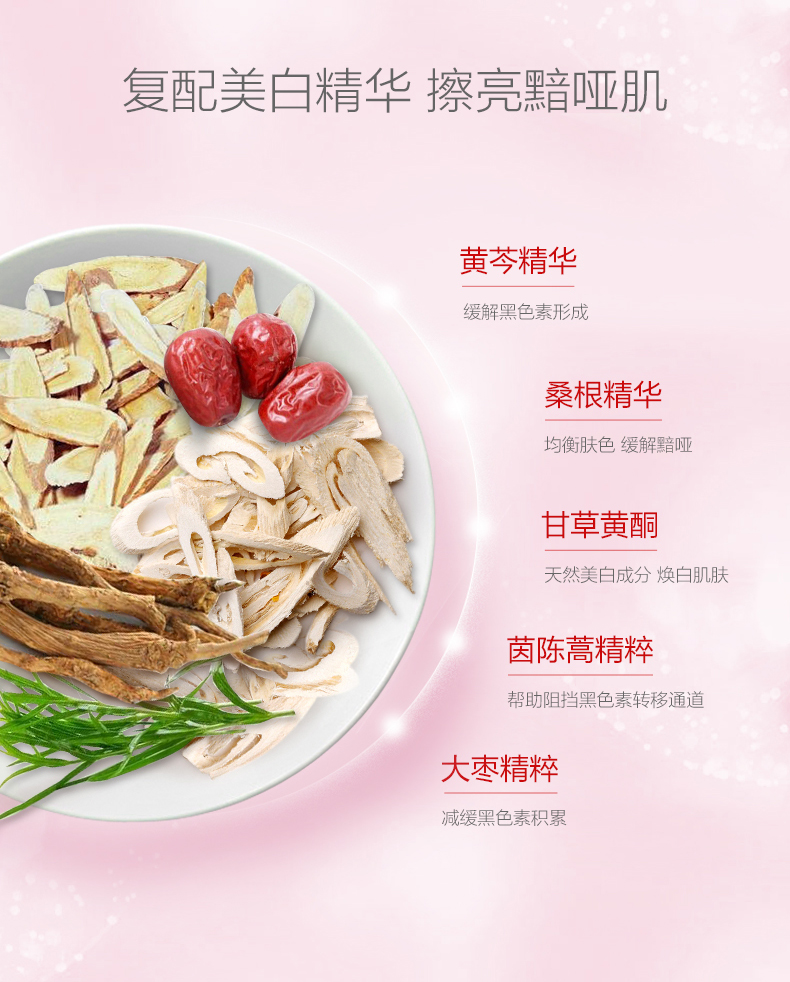 复配美白精华 擦亮黯哑肌
黄芩精华
缓解黑色素形成
桑根精华
均衡肤色 缓解黯哑
甘草黄酮
天然美白成分 焕白肌肤
茵陈蒿精粹
帮助阻挡黑色素转移通道
大枣精粹
减缓黑色素积累